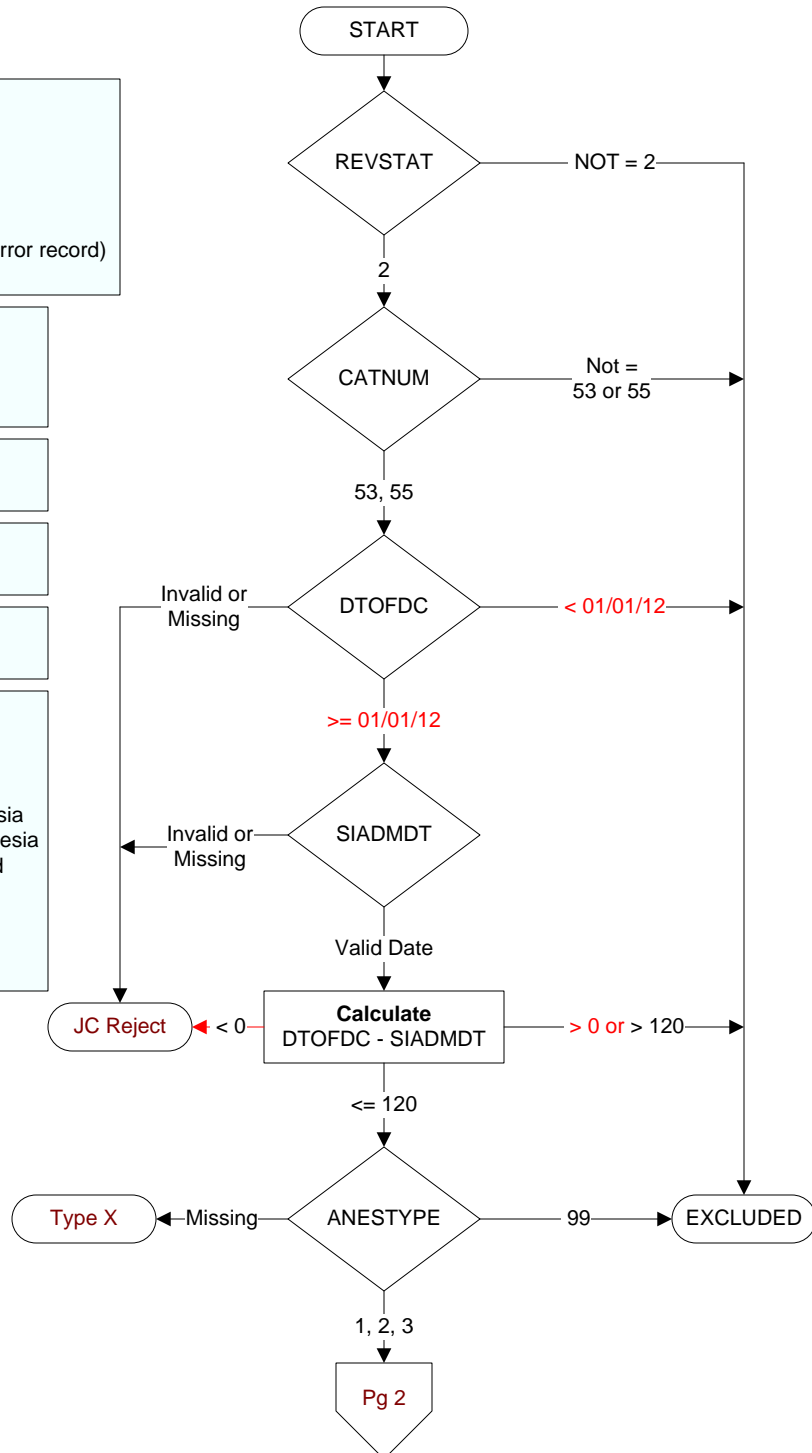 START
REVSTAT
NOT = 2
rror record)
2
CATNUM
Not =
53 or 55
53, 55
Invalid or
Missing
DTOFDC
< 01/01/12
>= 01/01/12
sia
esia
Invalid or
Missing
SIADMDT
Valid Date
JC Reject
< 0
Calculate
DTOFDC - SIADMDT
> 0 or > 120
<= 120
Type X
Missing
ANESTYPE
99
EXCLUDED
1, 2, 3
Pg 2